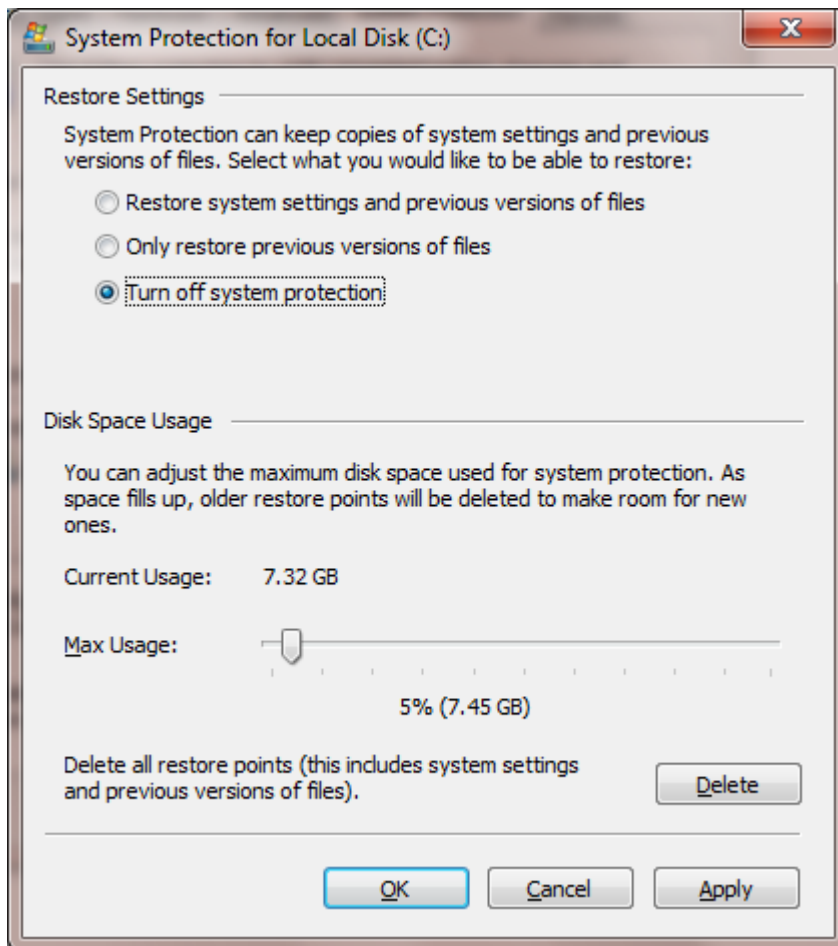 System Protection for Local Disk (C:)
Restore Settings
System Protection can keep copies of system settings and previous
versions of files. Select what you would like to be able to restore:
Restore system settings and previous versions of files
Only restore previous versions of files
Turn off system protection
Disk Space Usage
You can adjust the maximum disk space used for system protection. As
space fills up, older restore points will be deleted to make room for new
ones.
Current Usage: 7.32 GB
Max Usage:
5% (7.45 GB)
Delete all restore points (this includes system settings
and previous versions of files).
Delete
OK Cancel Apply